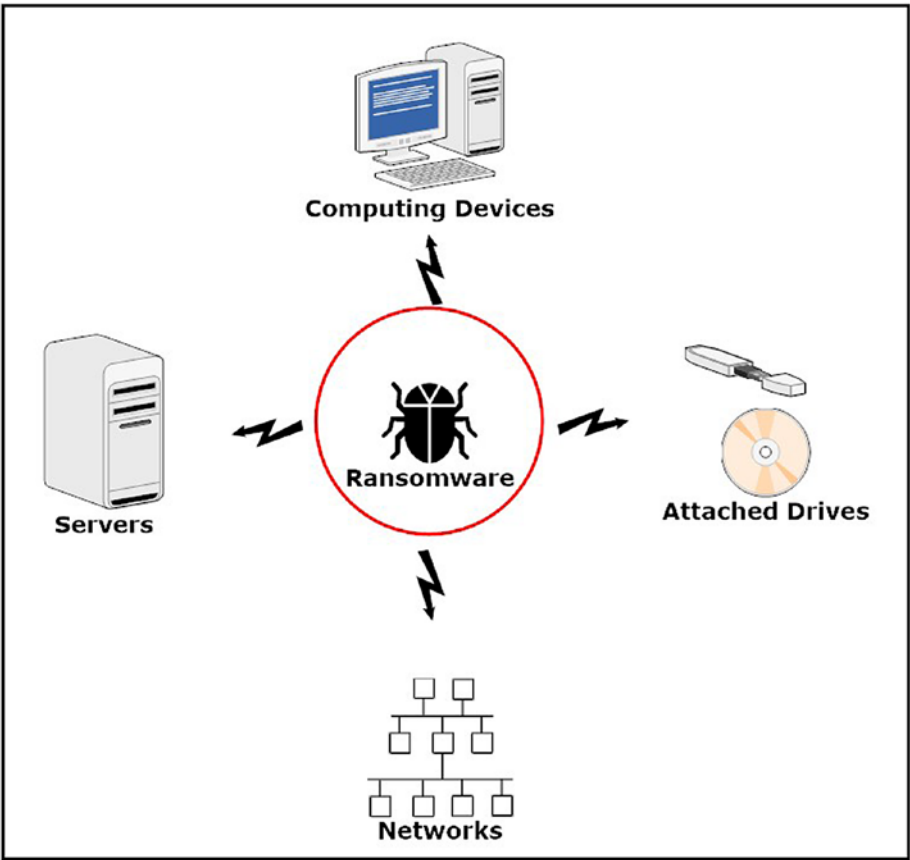 Computing Devices
Ransomware
Servers
Attached Drives
Networks